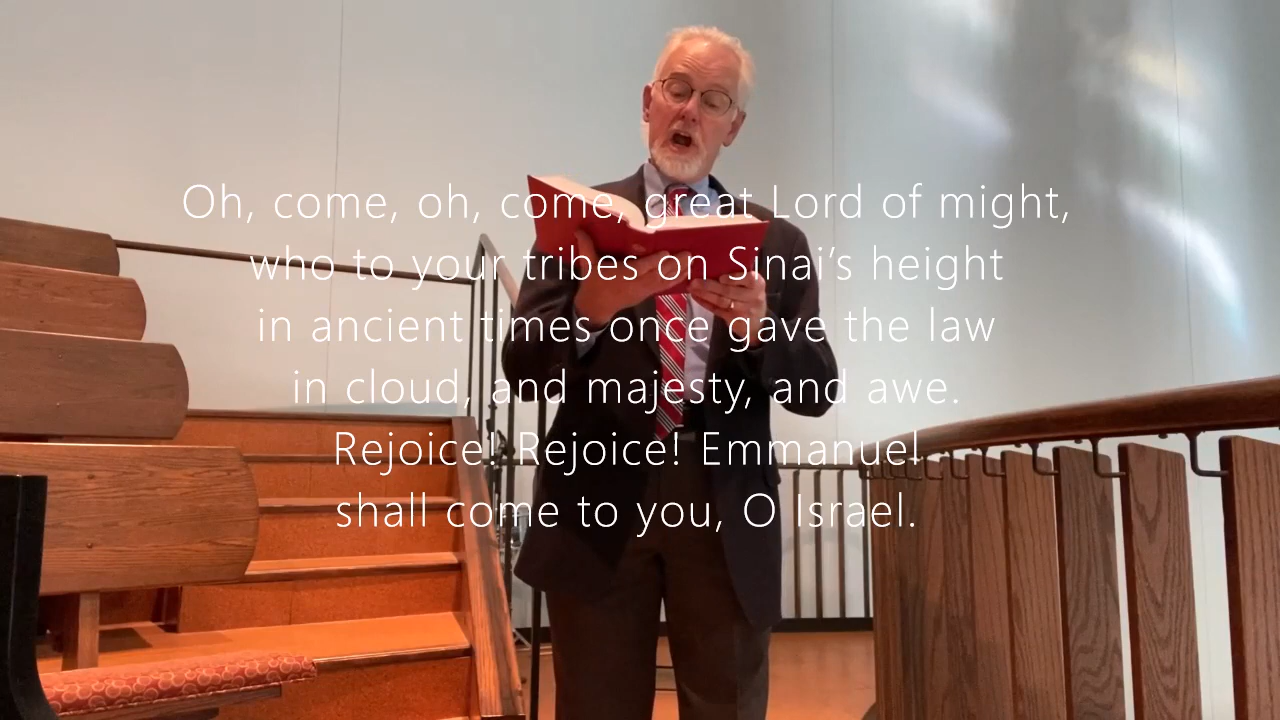 Oh, come, oh, come, great Lord of might,
who to your tribes on Sinai’s height
in ancient times once gave the law
in cloud, and majesty, and awe.
Rejoice! Rejoice! Emmanuel
shall come to you, O Israel.